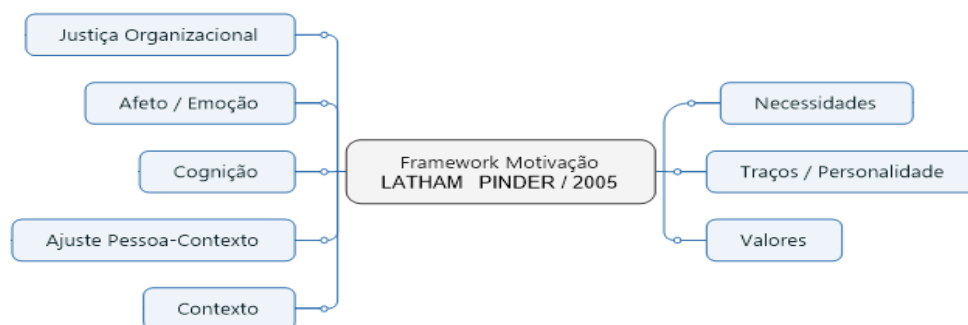 Justiça Organizacional
Afeto / Emoção
Cognição
Ajuste Pessoa-Contexto
Contexto
Framework Motivação
LATHAM PINDER / 2005
Necessidades
Traços / Personalidade
Valores